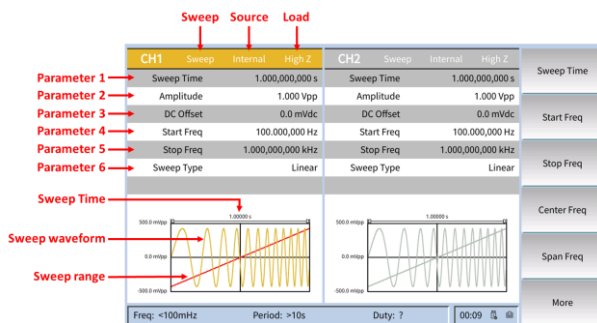 Sweep Source Load
CH1 Sweep Internal High Z CH2 Sweep Internal High Z
Sweep Time
Parameter 1 Sweep Time 1.000,000,000 s Sweep Time 1.000,000,000 s
Parameter 2 Amplitude 1.000 Vpp Amplitude 1.000 Vpp
Parameter 3 DC Offset 0.0 mVdc DC Offset 0.0 mVdc
Start Freq
Parameter 4 Start Freq 100.000,000 Hz Start Freq 100.000,000 Hz
Parameter 5 Stop Freq 1.000,000,000 kHz Stop Freq 1.000,000,000 kHz
Stop Freq
Parameter 6 Sweep Type Linear Sweep Type Linear
Sweep Time
Center Freq
1.00000 s 1.00000 s
500.0 mVpp 500.0 mVpp
Sweep waveform
0.0 mVpp 0.0 mVpp
Span Freq
Sweep range
-500.0 mVpp -500.0 mVpp
More
Freq: <100mHz Period: >10s Duty: ? 00:09